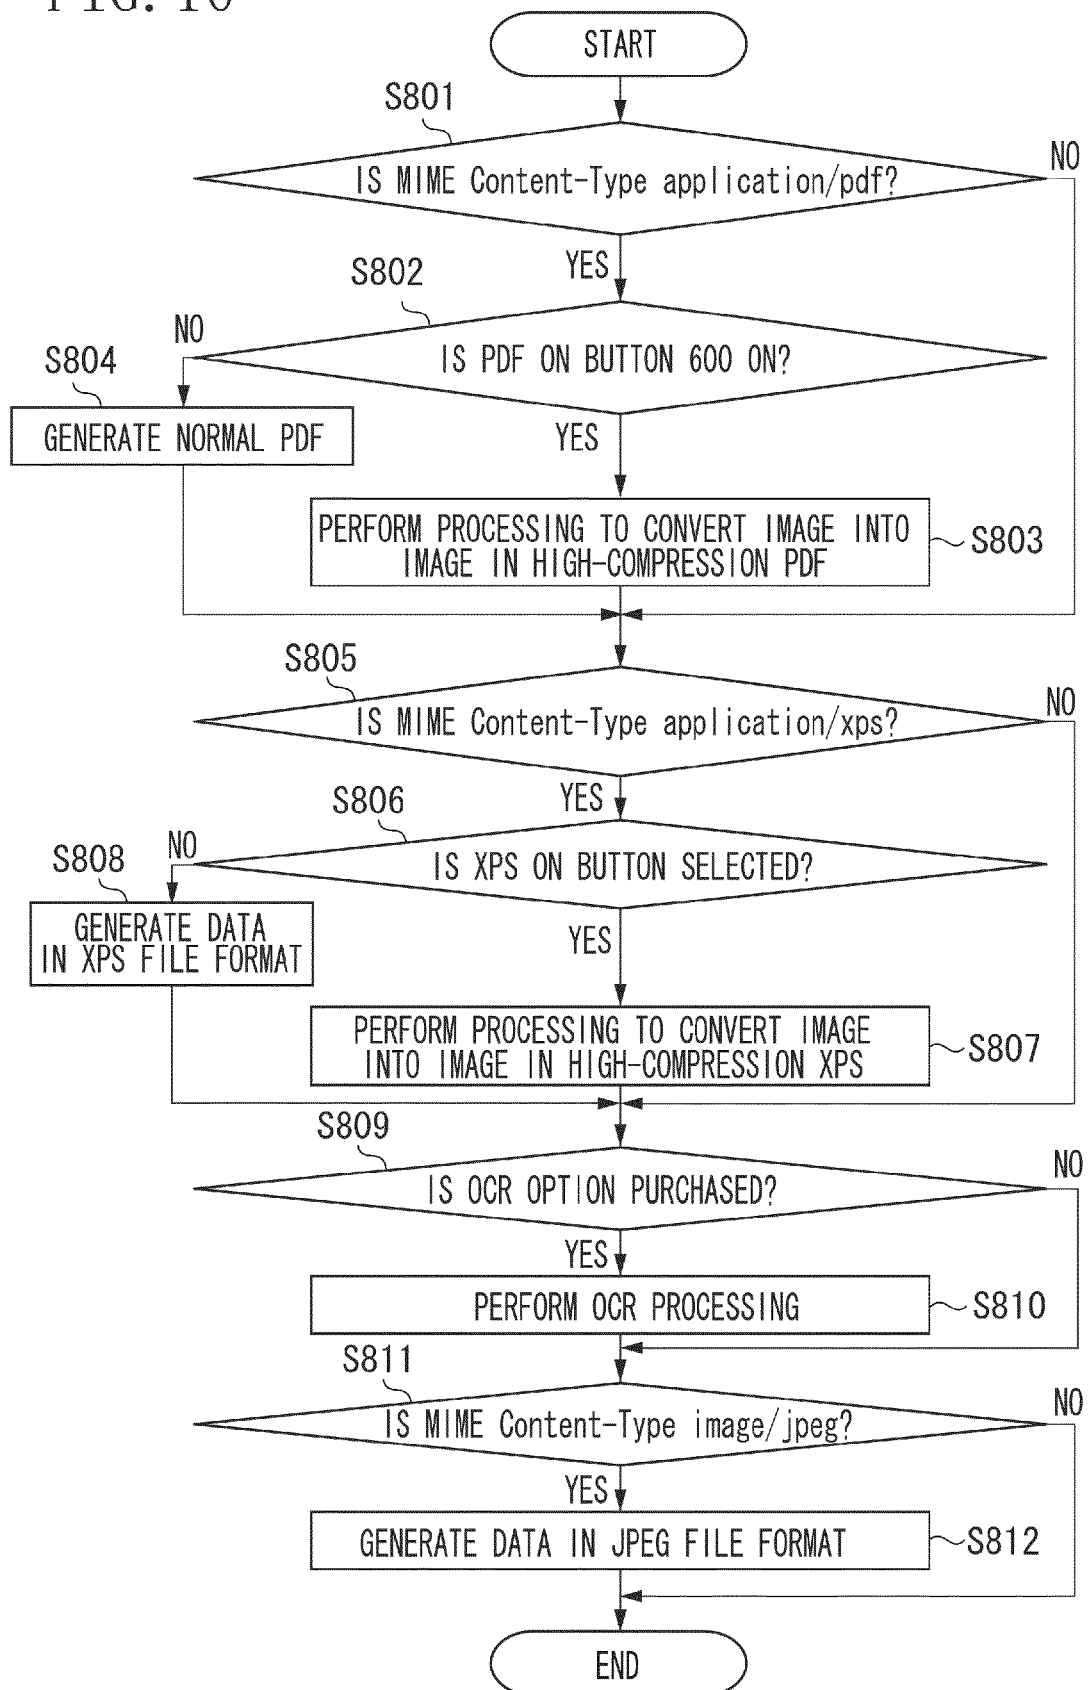 FIG. 10
START
S801
IS MIME Content-Type application/pdf?
NO
YES
S802
IS PDF ON BUTTON 600 ON?
NO
S804
GENERATE NORMAL PDF
YES
PERFORM PROCESSING TO CONVERT IMAGE INTO
IMAGE IN HIGH-COMPRESSION PDF
S803
S805
IS MIME Content-Type application/xps?
NO
YES
S806
IS XPS ON BUTTON SELECTED?
NO
S808
GENERATE DATA
IN XPS FILE FORMAT
YES
PERFORM PROCESSING TO CONVERT IMAGE
INTO IMAGE IN HIGH-COMPRESSION XPS
S807
S809
IS OCR OPTION PURCHASED?
NO
YES
PERFORM OCR PROCESSING
S810
S811
IS MIME Content-Type image/jpeg?
NO
YES
GENERATE DATA IN JPEG FILE FORMAT
S812
END